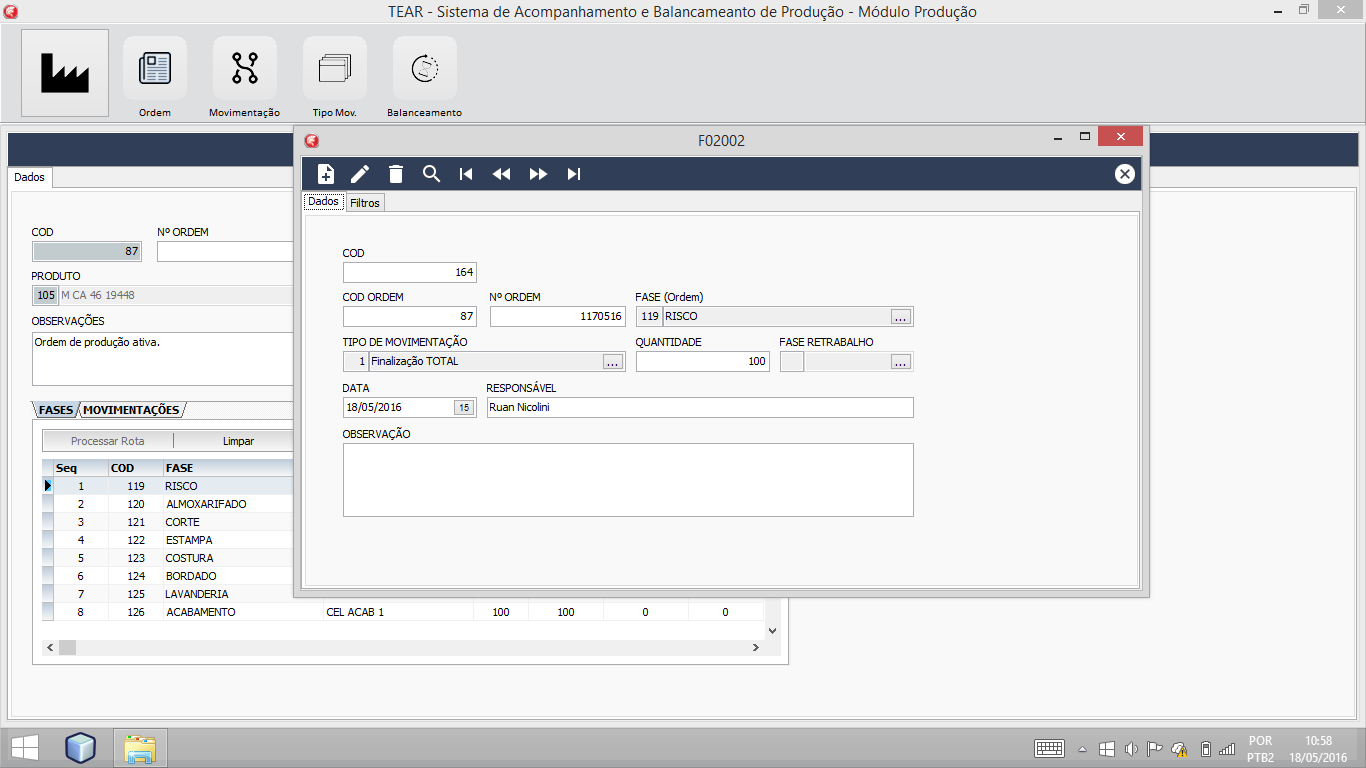 TEAR - Sistema de Acompanhamento e Balancameanto de Produção - Módulo Produção
Ordem Movimentação Tipo Mov. Balanceamento
F02002
Dados
Dados Filtros
COD Nº ORDEM
87
PRODUTO
105 M CA 46 19448
OBSERVAÇÕES
Ordem de produção ativa.
FASES MOVIMENTAÇÕES
Processar Rota Limpar
Seq COD FASE
1 119 RISCO
2 120 ALMOXARIFADO
3 121 CORTE
4 122 ESTAMPA
5 123 COSTURA
6 124 BORDADO
7 125 LAVANDERIA
8 126 ACABAMENTO CEL ACAB 1 100 100 0 0
COD
164
COD ORDEM Nº ORDEM FASE (Ordem)
87 1170516 119 RISCO ...
TIPO DE MOVIMENTAÇÃO QUANTIDADE FASE RETRABALHO
1 Finalização TOTAL ... 100 ...
DATA RESPONSÁVEL
18/05/2016 15 Ruan Nicolini
OBSERVAÇÃO
POR 10:58
PTB2 18/05/2016